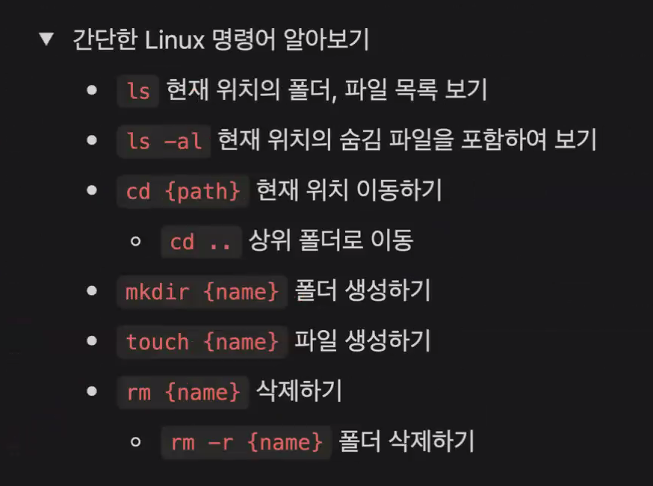 간단한 Linux 명령어 알아보기
ls 현재 위치의 폴더, 파일 목록 보기
ls -al 현재 위치의 숨김 파일을 포함하여 보기
cd {path} 현재 위치 이동하기
cd .. 상위 폴더로 이동
mkdir {name} 폴더 생성하기
touch {name} 파일 생성하기
rm {name} 삭제하기
rm -r {name} 폴더 삭제하기